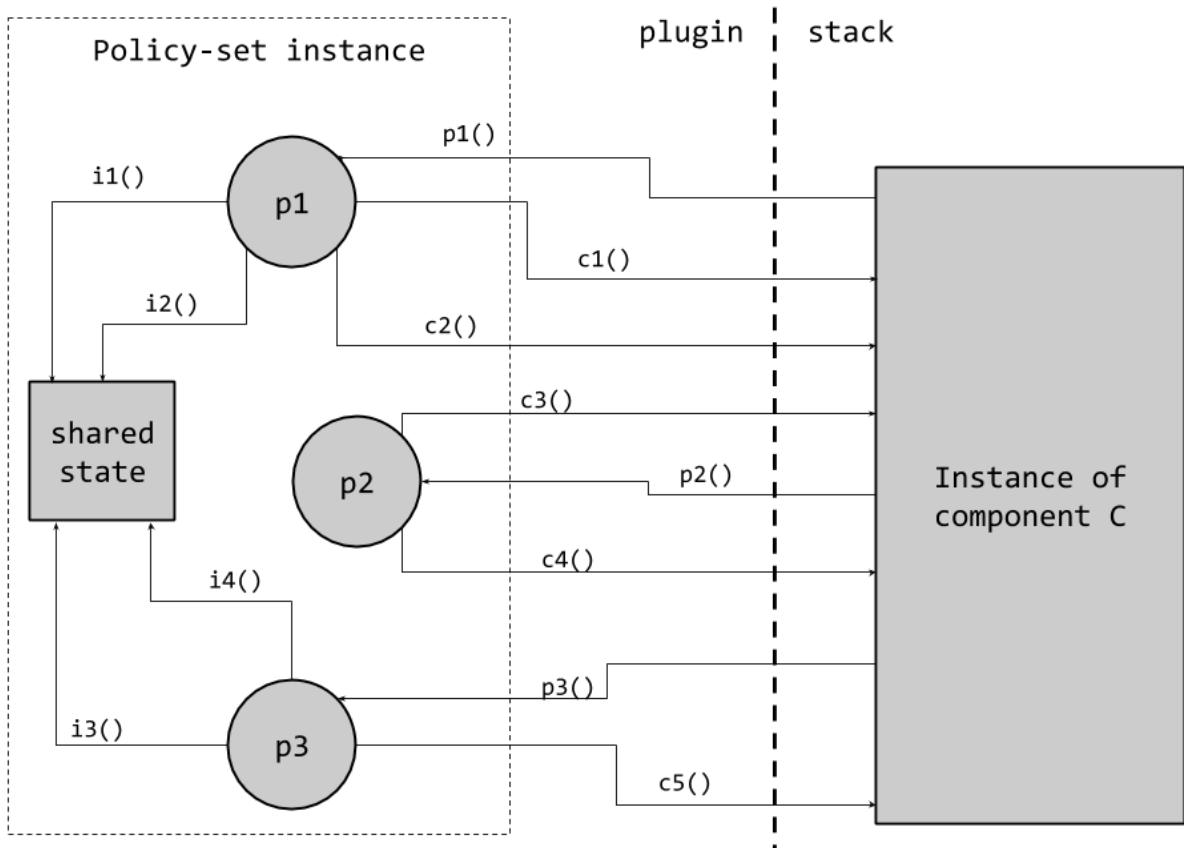 Policy-set instance
plugin
stack
p1()
i1()
p1
c1()
i2()
c2()
c3()
shared
state
p2
p2()
Instance of
component C
c4()
i4()
p3()
i3()
p3
c5()